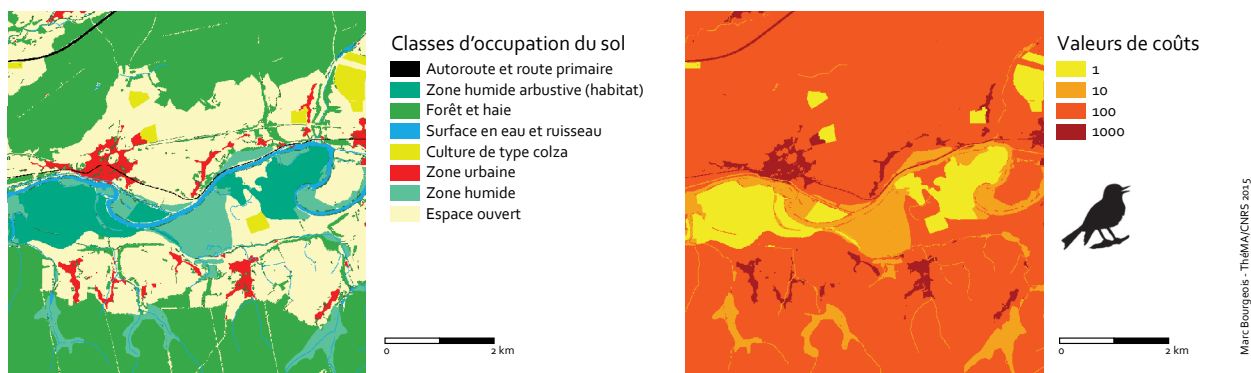 Classes d'occupation du sol
Autoroute et route primaire
Zone humide arbustive (habitat)
Forêt et haie
Surface en eau et ruisseau
Culture de type colza
Zone urbaine
Zone humide
Espace ouvert
0 2 km
Valeurs de coûts
1
10
100
1000
0 2 km
Marc Bourgeois - ThéMA/CNRS 2015